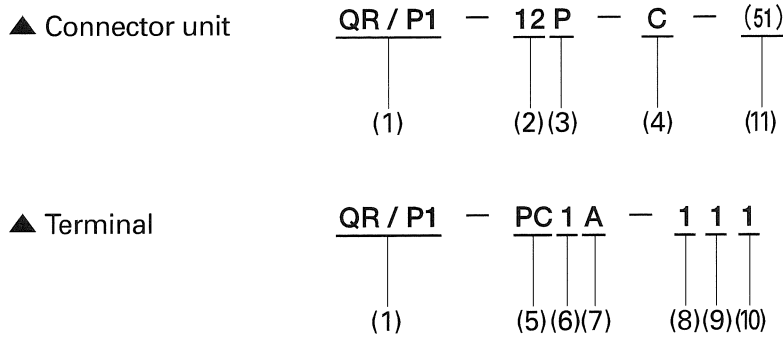 ▲ Connector unit QR / P1 – 12 P – C – (51)
(1) (2) (3) (4) (11)
▲ Terminal QR / P1 – PC 1 A – 1 1 1
(1) (5) (6) (7) (8) (9) (10)